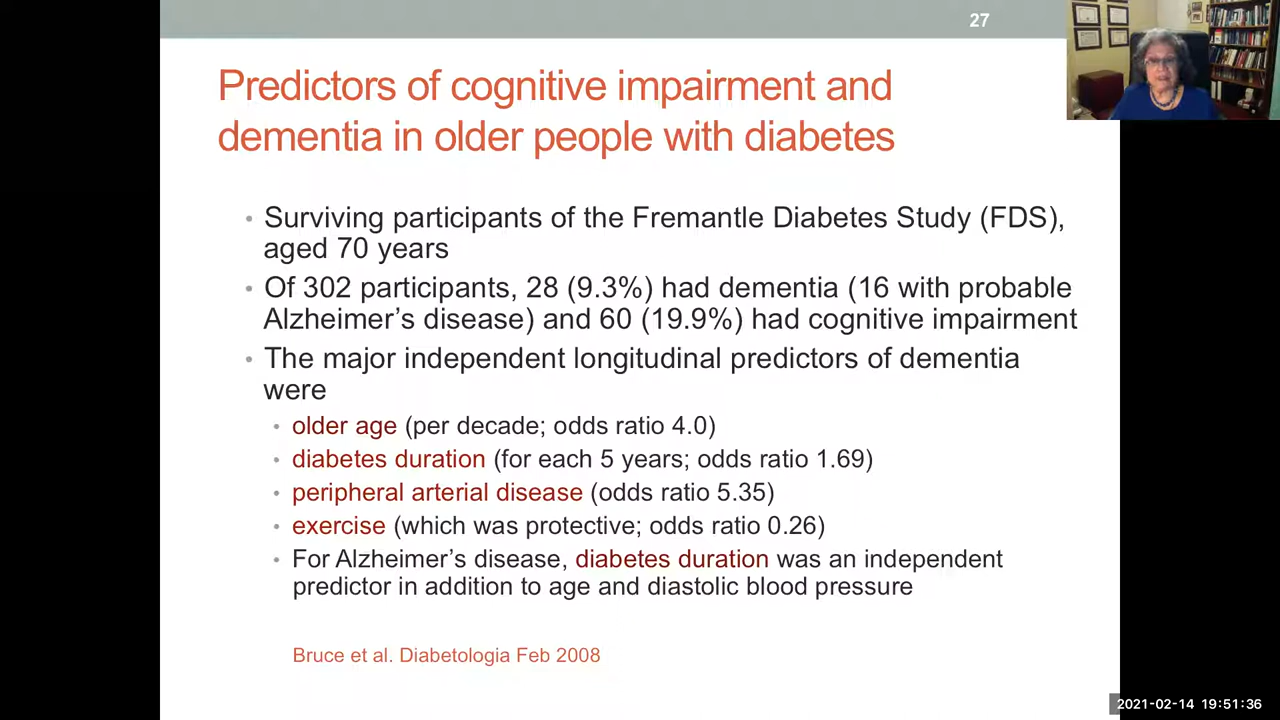 27
Predictors of cognitive impairment and
dementia in older people with diabetes
• Surviving participants of the Fremantle Diabetes Study (FDS),
aged 70 years
• Of 302 participants, 28 (9.3%) had dementia (16 with probable
Alzheimer’s disease) and 60 (19.9%) had cognitive impairment
• The major independent longitudinal predictors of dementia
were
• older age (per decade; odds ratio 4.0)
• diabetes duration (for each 5 years; odds ratio 1.69)
• peripheral arterial disease (odds ratio 5.35)
• exercise (which was protective; odds ratio 0.26)
• For Alzheimer’s disease, diabetes duration was an independent
predictor in addition to age and diastolic blood pressure
Bruce et al. Diabetologia Feb 2008
2021-02-14 19:51:36